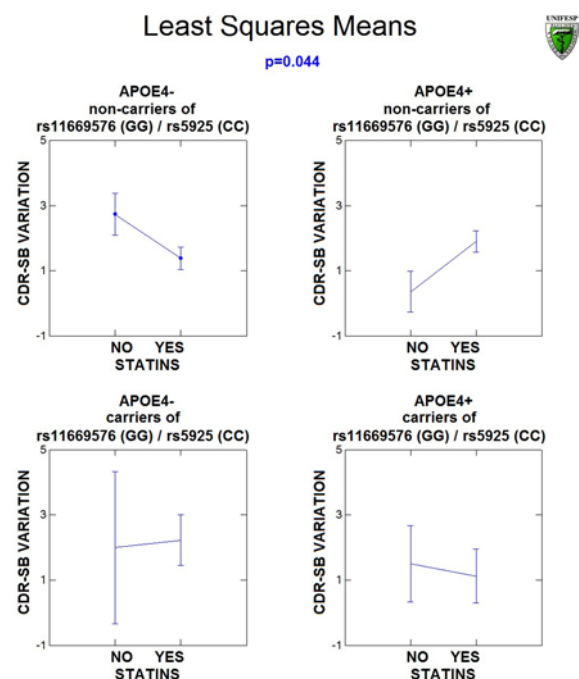 Least Squares Means
UNIFESP
p=0.044
APOE4-
non-carriers of
rs11669576 (GG) / rs5925 (CC)
5
3
1
-1
CDR-SB VARIATION
NO YES
STATINS
APOE4+
non-carriers of
rs11669576 (GG) / rs5925 (CC)
5
3
1
-1
CDR-SB VARIATION
NO YES
STATINS
APOE4-
carriers of
rs11669576 (GG) / rs5925 (CC)
5
3
1
-1
CDR-SB VARIATION
NO YES
STATINS
APOE4+
carriers of
rs11669576 (GG) / rs5925 (CC)
5
3
1
-1
CDR-SB VARIATION
NO YES
STATINS